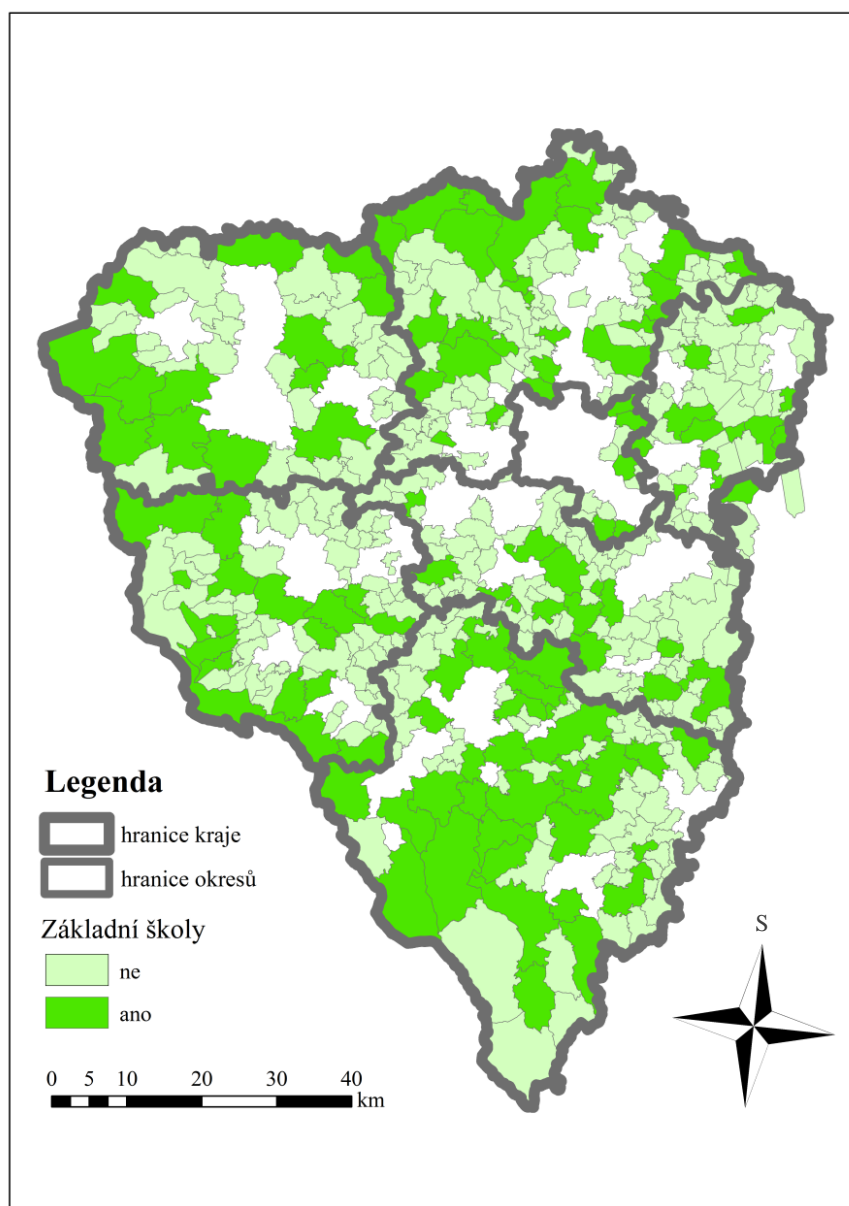 Legenda
hranice kraje
hranice okresů
Základní školy
ne
ano
0 5 10 20 30 40
km
S